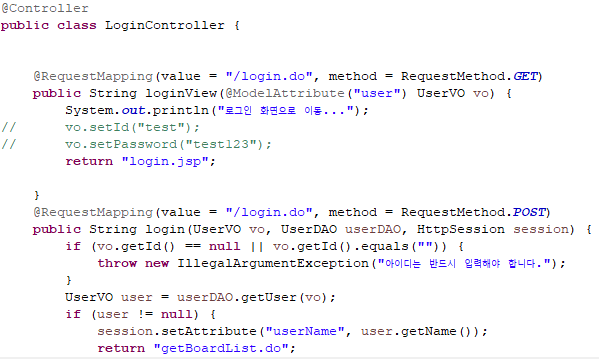 @Controller
public class LoginController {
@RequestMapping(value = "/login.do", method = RequestMethod.GET)
public String loginView(@ModelAttribute("user") UserVO vo) {
System.out.println("로그인 화면으로 이동...");
//      vo.setId("test");
//      vo.setPassword("test123");
return "login.jsp";
}
@RequestMapping(value = "/login.do", method = RequestMethod.POST)
public String login(UserVO vo, UserDAO userDAO, HttpSession session) {
if (vo.getId() == null || vo.getId().equals("")) {
throw new IllegalArgumentException("아이디는 반드시 입력해야 합니다.");
}
UserVO user = userDAO.getUser(vo);
if (user != null) {
session.setAttribute("userName", user.getName());
return "getBoardList.do";